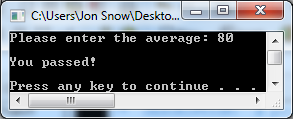 C:\Users\Jon Snow\Deskto...
Please enter the average: 80
You passed!
Press any key to continue . . .